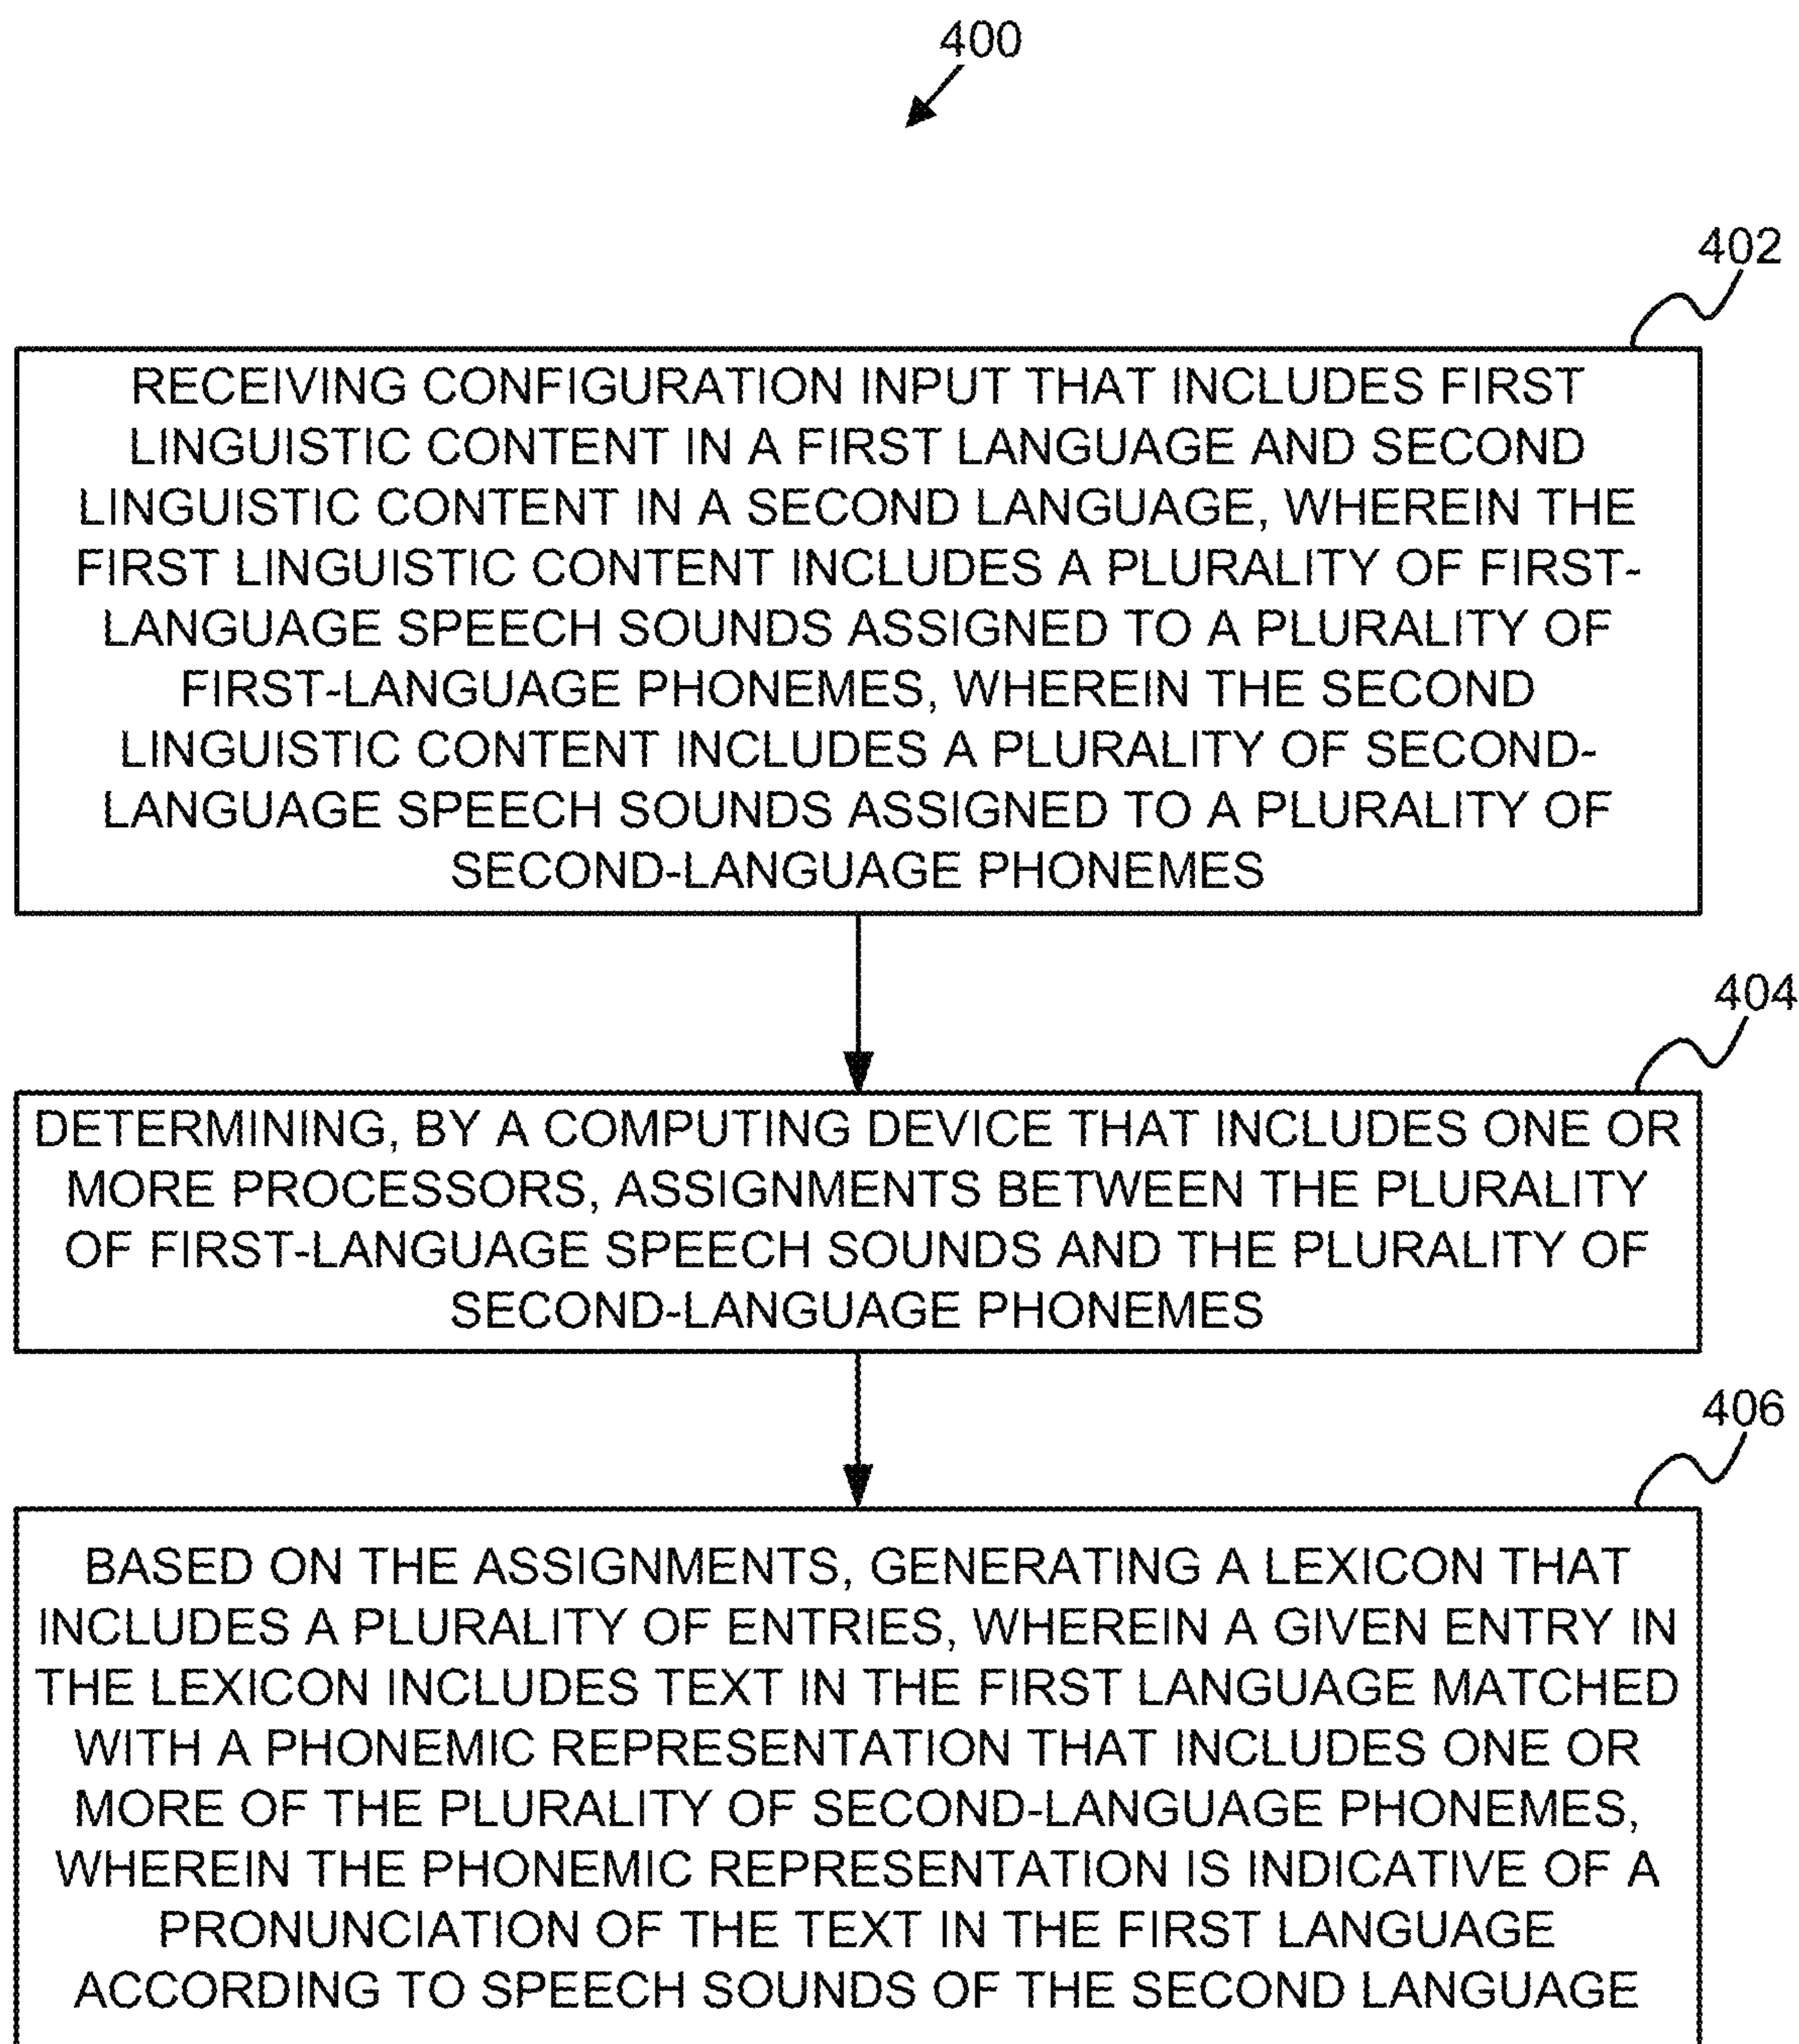 400
402
RECEIVING CONFIGURATION INPUT THAT INCLUDES FIRST
LINGUISTIC CONTENT IN A FIRST LANGUAGE AND SECOND
LINGUISTIC CONTENT IN A SECOND LANGUAGE, WHEREIN THE
FIRST LINGUISTIC CONTENT INCLUDES A PLURALITY OF FIRST-
LANGUAGE SPEECH SOUNDS ASSIGNED TO A PLURALITY OF
FIRST-LANGUAGE PHONEMES, WHEREIN THE SECOND
LINGUISTIC CONTENT INCLUDES A PLURALITY OF SECOND-
LANGUAGE SPEECH SOUNDS ASSIGNED TO A PLURALITY OF
SECOND-LANGUAGE PHONEMES
404
DETERMINING, BY A COMPUTING DEVICE THAT INCLUDES ONE OR
MORE PROCESSORS, ASSIGNMENTS BETWEEN THE PLURALITY
OF FIRST-LANGUAGE SPEECH SOUNDS AND THE PLURALITY OF
SECOND-LANGUAGE PHONEMES
406
BASED ON THE ASSIGNMENTS, GENERATING A LEXICON THAT
INCLUDES A PLURALITY OF ENTRIES, WHEREIN A GIVEN ENTRY IN
THE LEXICON INCLUDES TEXT IN THE FIRST LANGUAGE MATCHED
WITH A PHONEMIC REPRESENTATION THAT INCLUDES ONE OR
MORE OF THE PLURALITY OF SECOND-LANGUAGE PHONEMES,
WHEREIN THE PHONEMIC REPRESENTATION IS INDICATIVE OF A
PRONUNCIATION OF THE TEXT IN THE FIRST LANGUAGE
ACCORDING TO SPEECH SOUNDS OF THE SECOND LANGUAGE